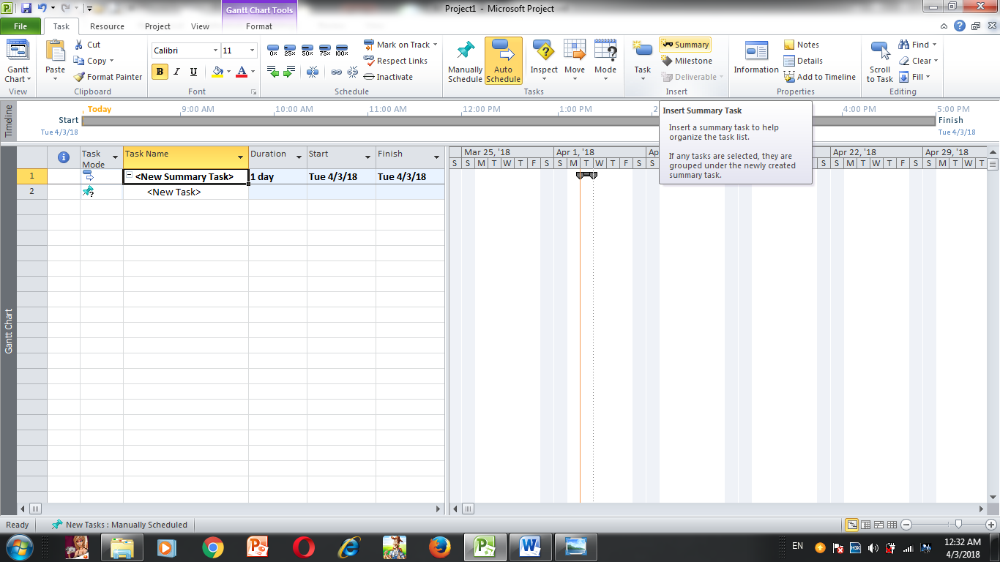 Project1 - Microsoft Project
Gantt Chart Tools
File Task Resource Project View Format
Gantt Chart
View
Paste
Cut
Copy
Format Painter
Clipboard
Calibri 11
B I U A
Font
0% 25% 50% 75% 100%
Mark on Track
Respect Links
Inactivate
Schedule
Manually Schedule
Auto Schedule
Inspect
Move
Mode
Tasks
Task
Summary
Milestone
Deliverable
Insert
Information
Notes
Details
Add to Timeline
Properties
Scroll to Task
Find
Clear
Fill
Editing
Timeline
Today 9:00 AM 10:00 AM 11:00 AM 12:00 PM 1:00 PM 2 4:00 PM 5:00 PM
Start
Tue 4/3/18
Finish
Tue 4/3/18
Insert Summary Task
Insert a summary task to help
organize the task list.
If any tasks are selected, they are
grouped under the newly created
summary task.
Gantt Chart
Task Mode Task Name Duration Start Finish
1 <New Summary Task> 1 day Tue 4/3/18 Tue 4/3/18
2 <New Task>
Mar 25, '18 Apr 1, '18 Ap Apr 22, '18 Apr 29, '18
S S M T W T F S S M T W T F S S S M T W T F S S M T W T
Ready New Tasks : Manually Scheduled
EN
12:32 AM
4/3/2018